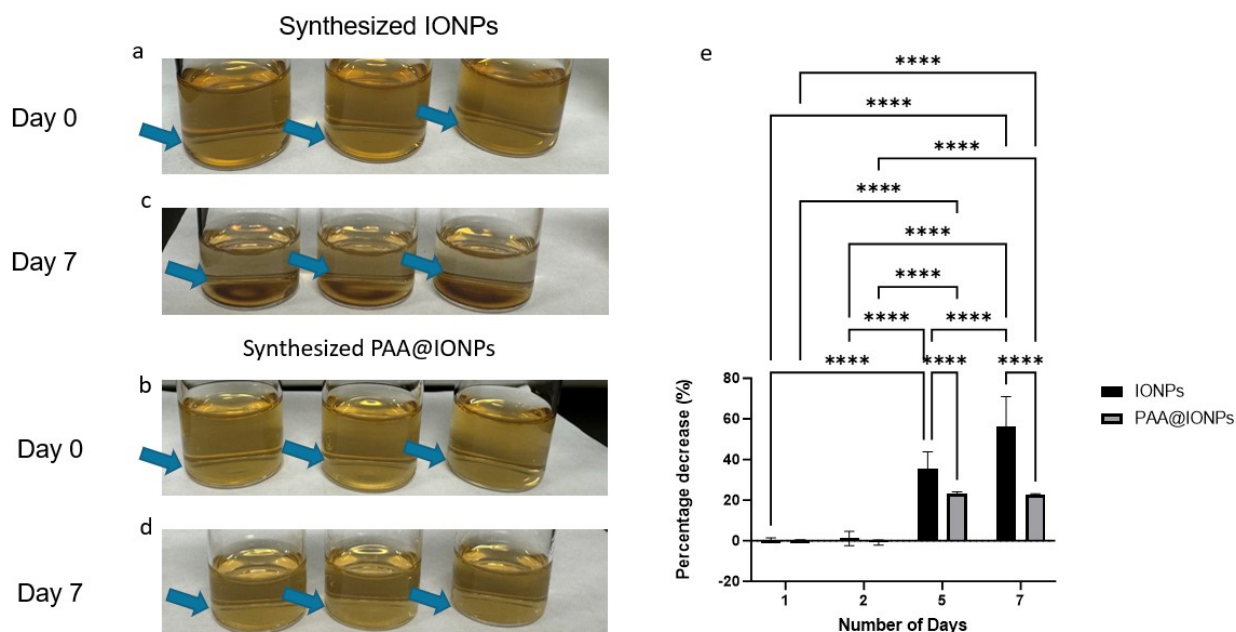 Synthesized IONPs
a
Day 0
c
Day 7
Synthesized PAA@IONPs
b
Day 0
d
Day 7
e
****
****
****
****
****
****
**** ****
**** **** ****
Percentage decrease (%)
80
60
40
20
0
-20
1 2 5 7
Number of Days
IONPs
PAA@IONPs